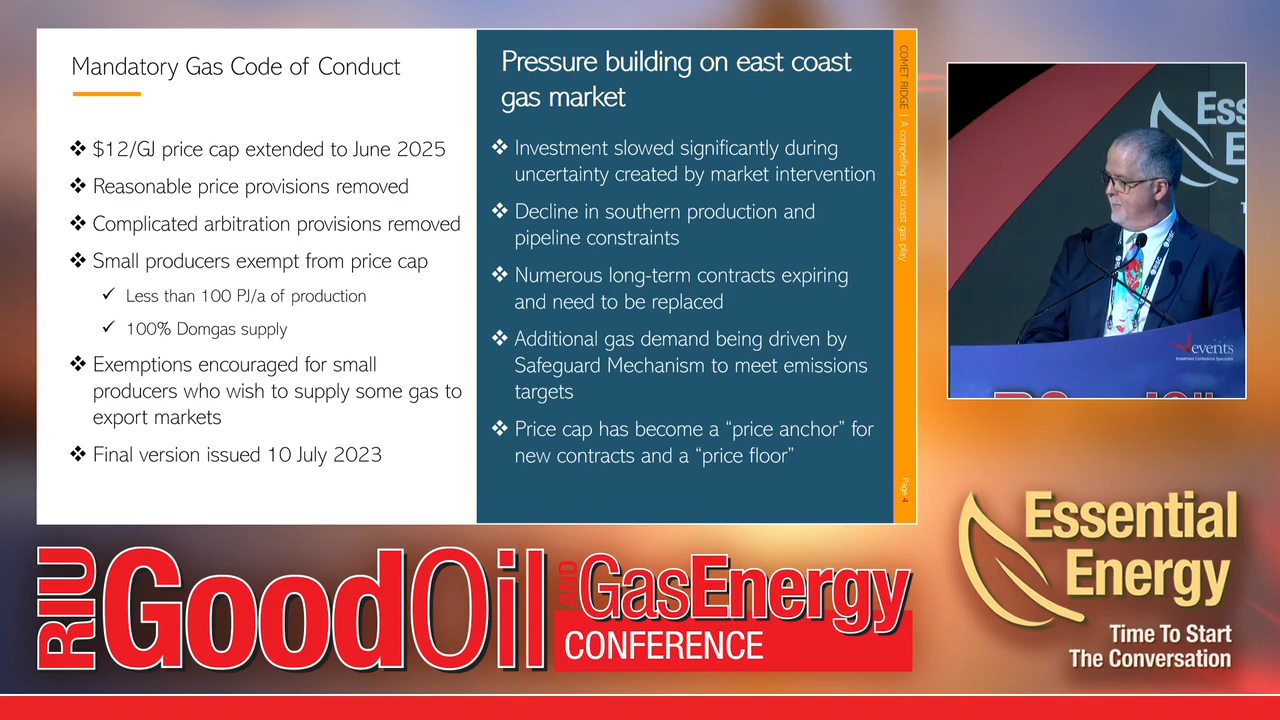 Mandatory Gas Code of Conduct
❖ $12/GJ price cap extended to June 2025
❖ Reasonable price provisions removed
❖ Complicated arbitration provisions removed
❖ Small producers exempt from price cap
✓ Less than 100 PJ/a of production
✓ 100% Domgas supply
❖ Exemptions encouraged for small
producers who wish to supply some gas to
export markets
❖ Final version issued 10 July 2023
Pressure building on east coast
gas market
❖ Investment slowed significantly during
uncertainty created by market intervention
❖ Decline in southern production and
pipeline constraints
❖ Numerous long-term contracts expiring
and need to be replaced
❖ Additional gas demand being driven by
Safeguard Mechanism to meet emissions
targets
❖ Price cap has become a “price anchor” for
new contracts and a “price floor”
COMET RIDGE | A compelling east coast gas play
Page 4
Ess
E
events
Investment Conference Specialists
RIU GoodOil AND GasEnergy
CONFERENCE
Essential
Energy
Time To Start
The Conversation